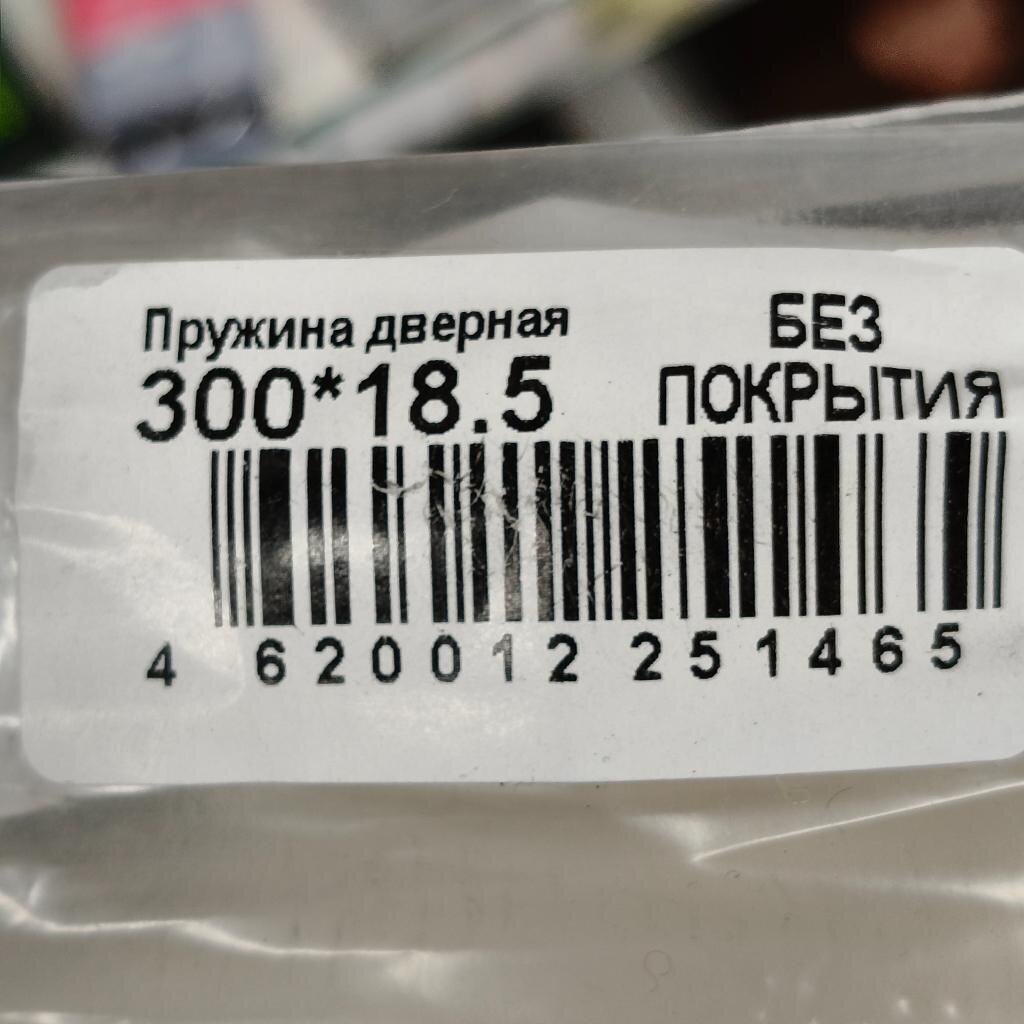 Пружина дверная
300*18.5
БЕЗ
ПОКРЫТИЯ
4 620012 251465